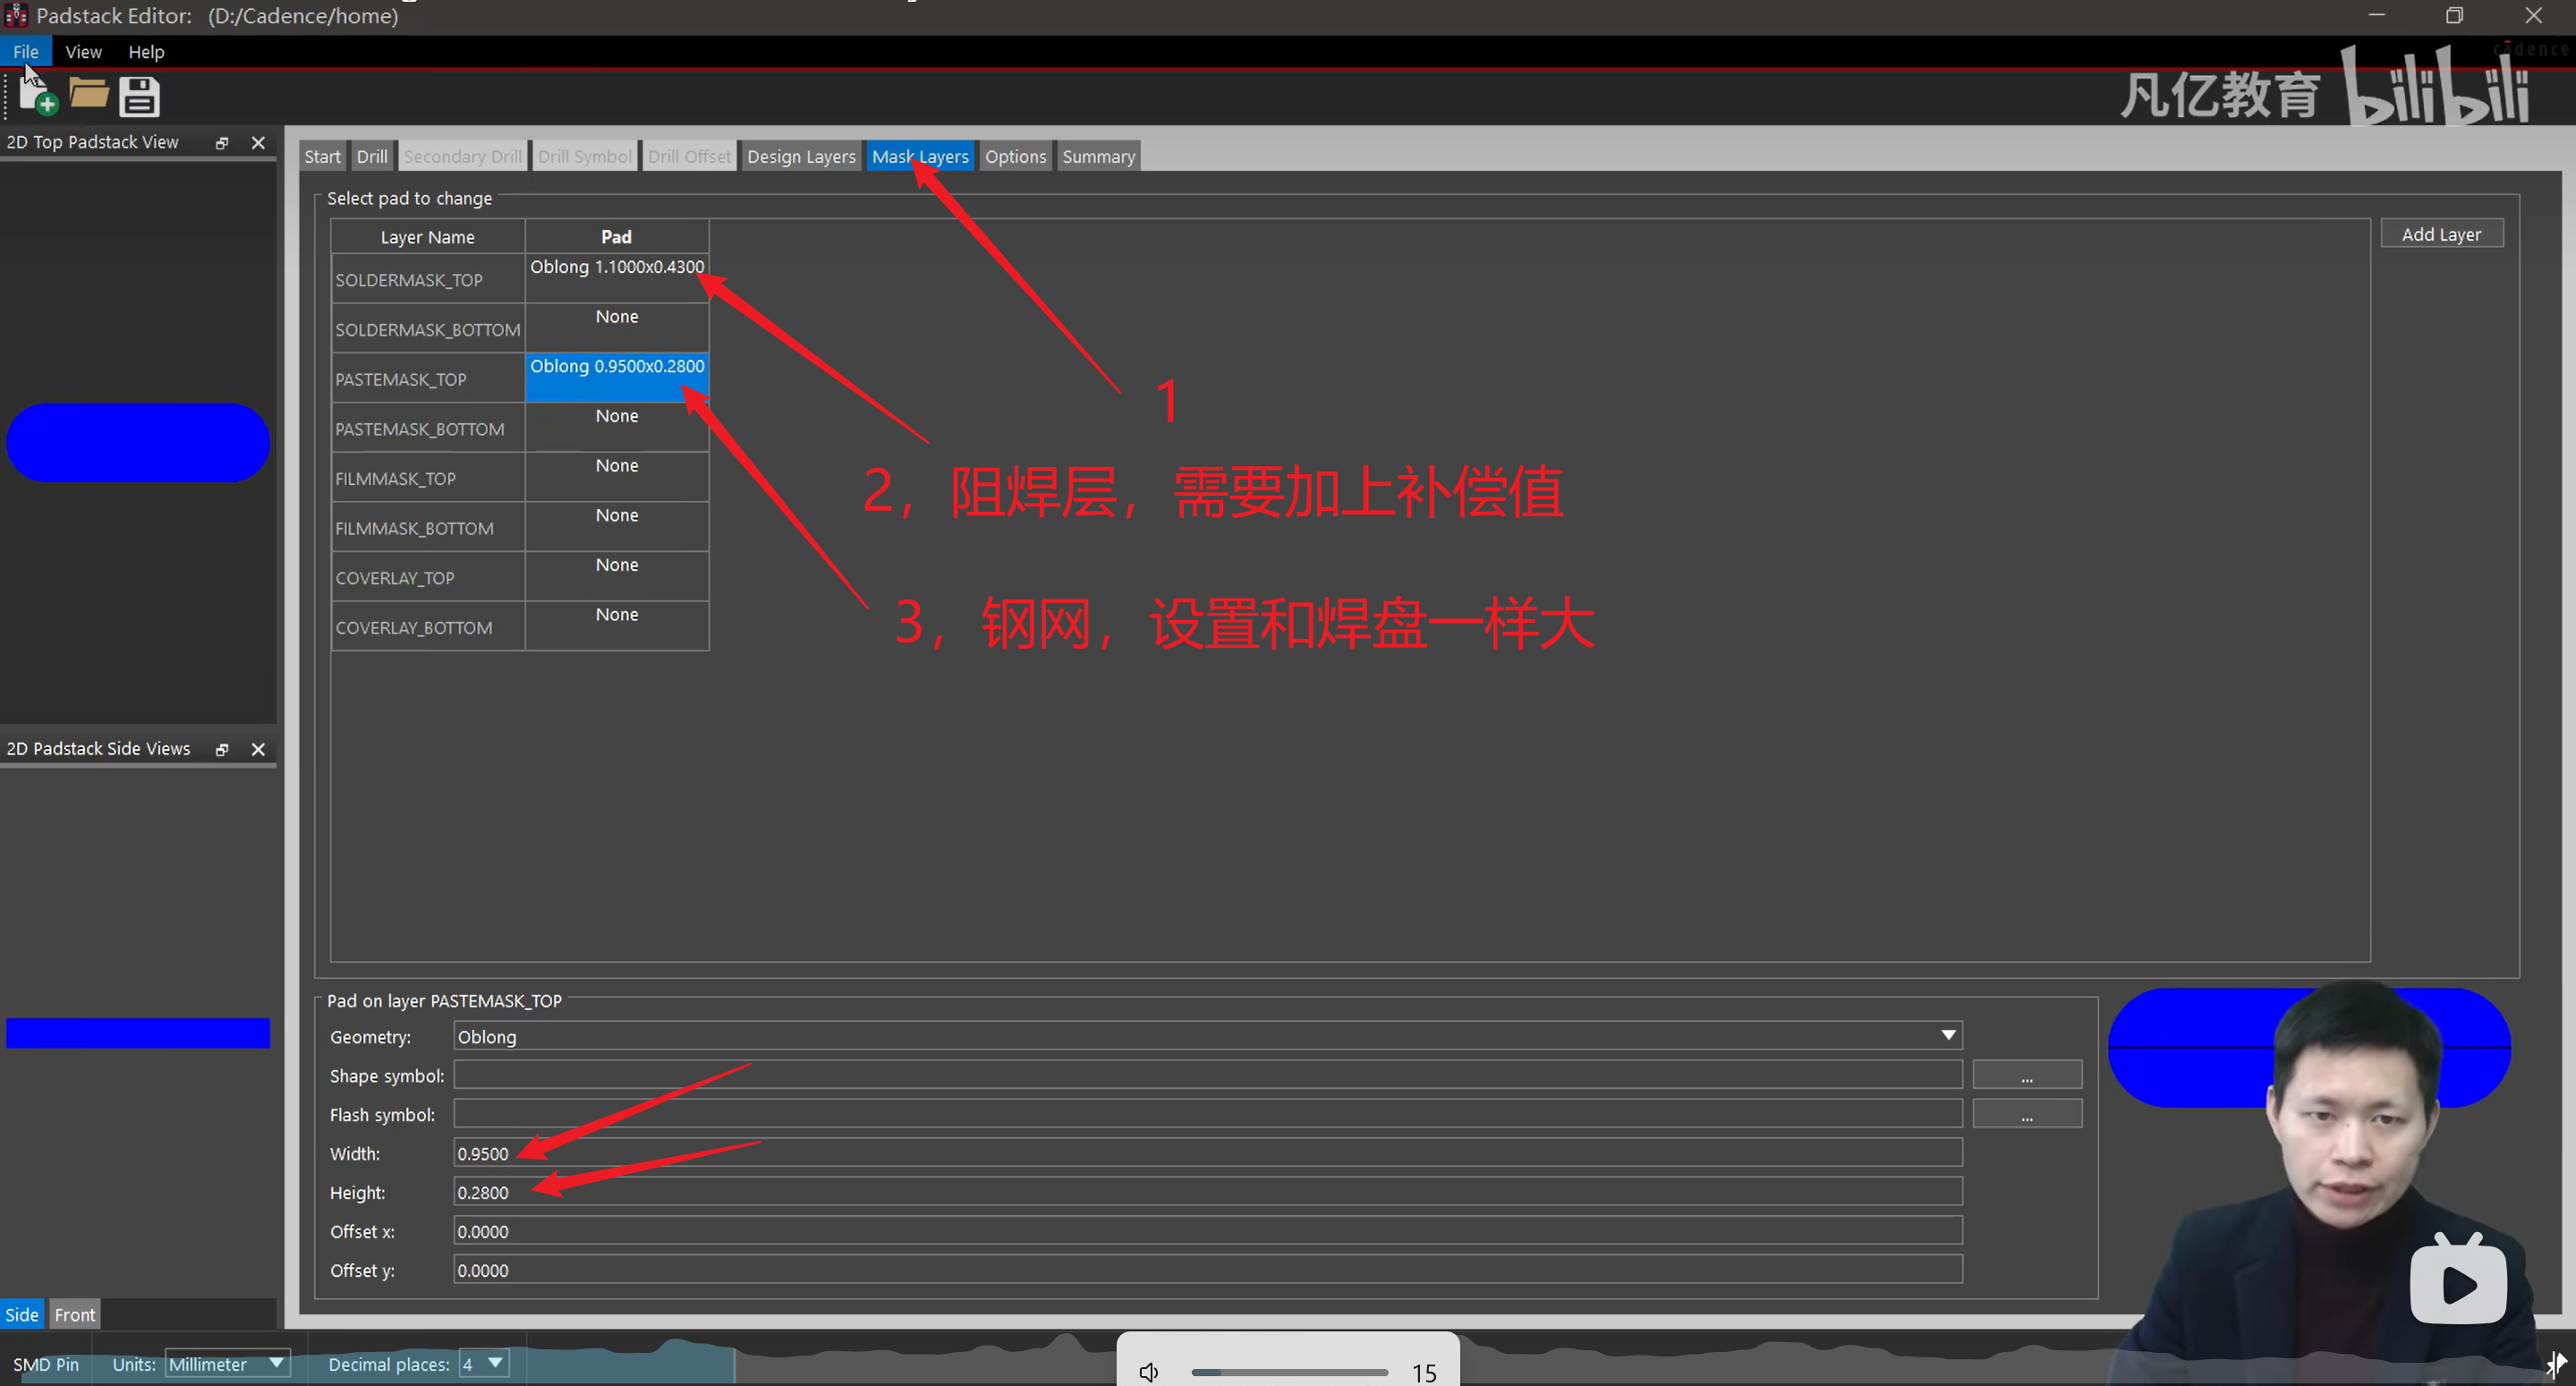 Padstack Editor: (D:/Cadence/home)
File View Help
cadence
凡亿教育 bilibili
2D Top Padstack View
Start Drill Secondary Drill Drill Symbol Drill Offset Design Layers Mask Layers Options Summary
Select pad to change
Layer Name Pad
Add Layer
SOLDERMASK_TOP Oblong 1.1000x0.4300
SOLDERMASK_BOTTOM None
PASTEMASK_TOP Oblong 0.9500x0.2800
PASTEMASK_BOTTOM None
FILMMASK_TOP None
FILMMASK_BOTTOM None
COVERLAY_TOP None
COVERLAY_BOTTOM None
1
2，阻焊层，需要加上补偿值
3，钢网，设置和焊盘一样大
2D Padstack Side Views
Pad on layer PASTEMASK_TOP
Geometry: Oblong
Shape symbol: ...
Flash symbol: ...
Width: 0.9500
Height: 0.2800
Offset x: 0.0000
Offset y: 0.0000
Side Front
SMD Pin Units: Millimeter Decimal places: 4
15